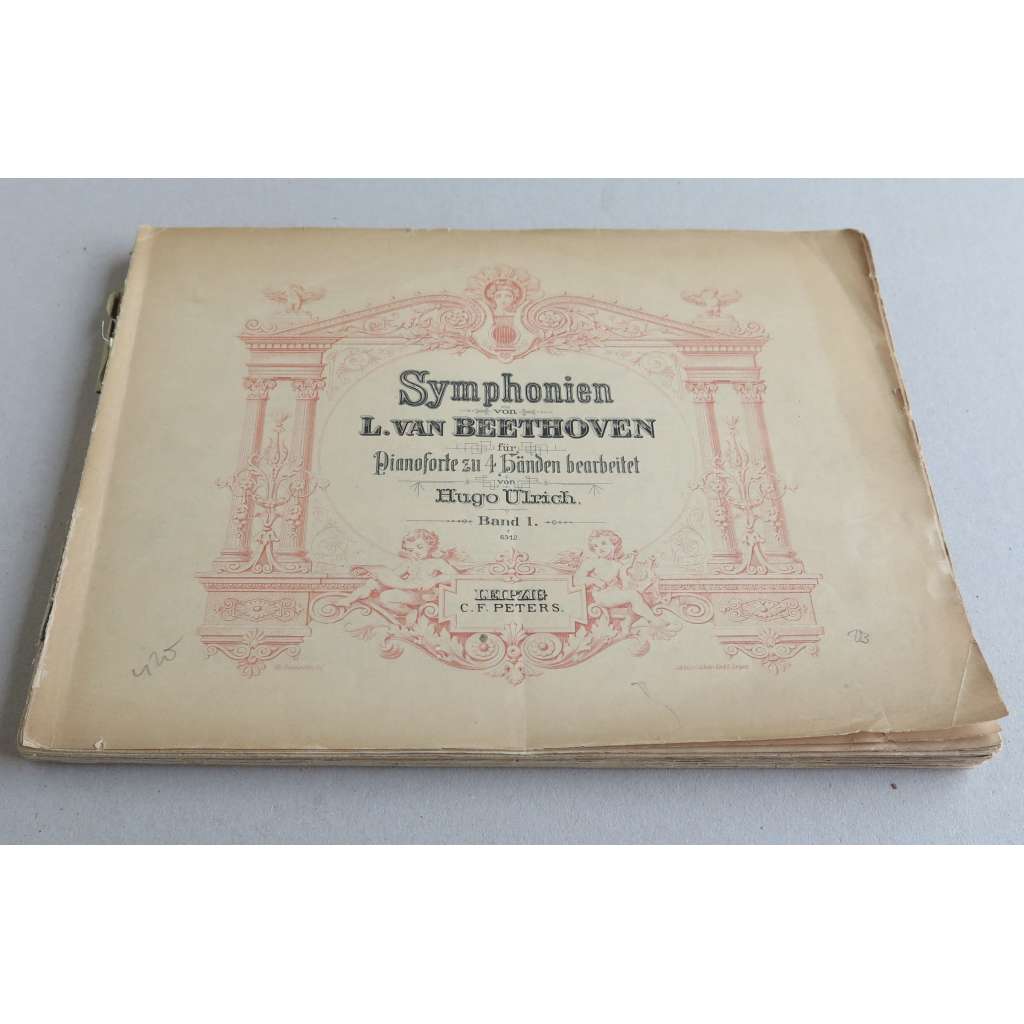 Symphonien
von
L. VAN BEETHOVEN
für
Pianoforte zu 4 Händen bearbeitet
von
Hugo Ulrich.
Band I.
6512
LEIPZIG
C. F. PETERS.